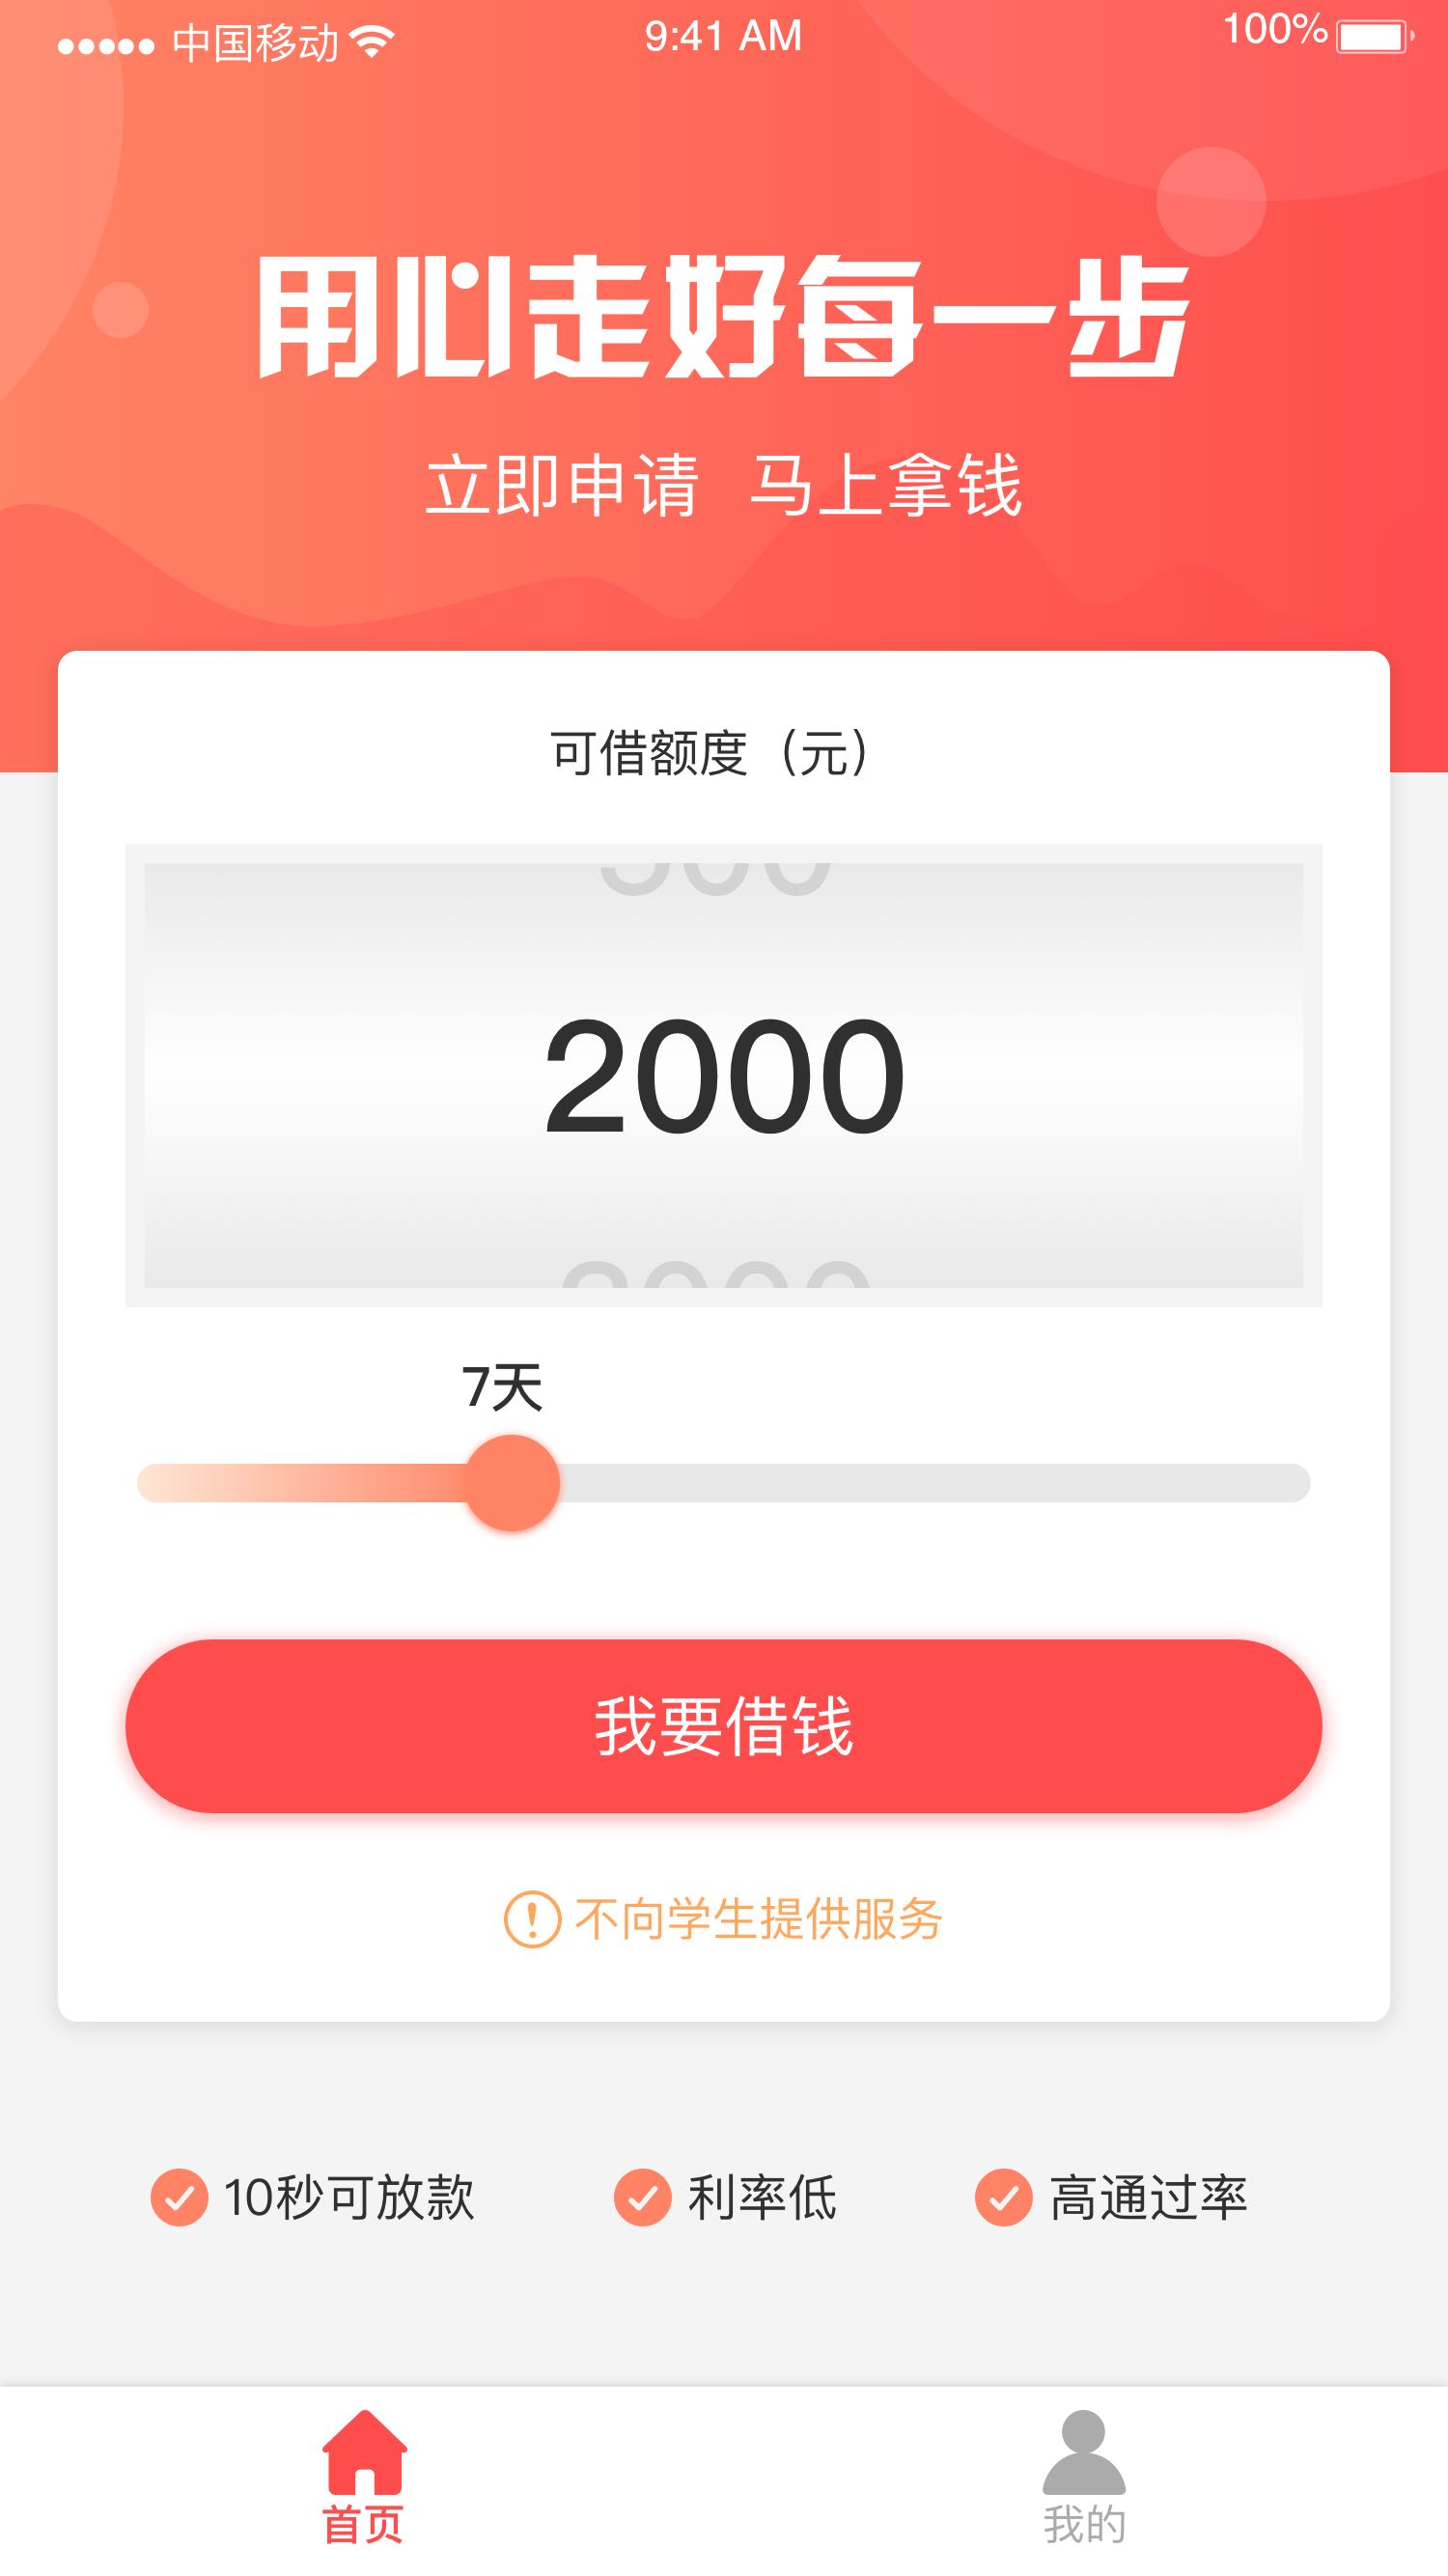 中国移动 9:41 AM 100%
用心走好每一步
立即申请 马上拿钱
可借额度（元）
2000
7天
我要借钱
不向学生提供服务
10秒可放款 利率低 高通过率
首页 我的